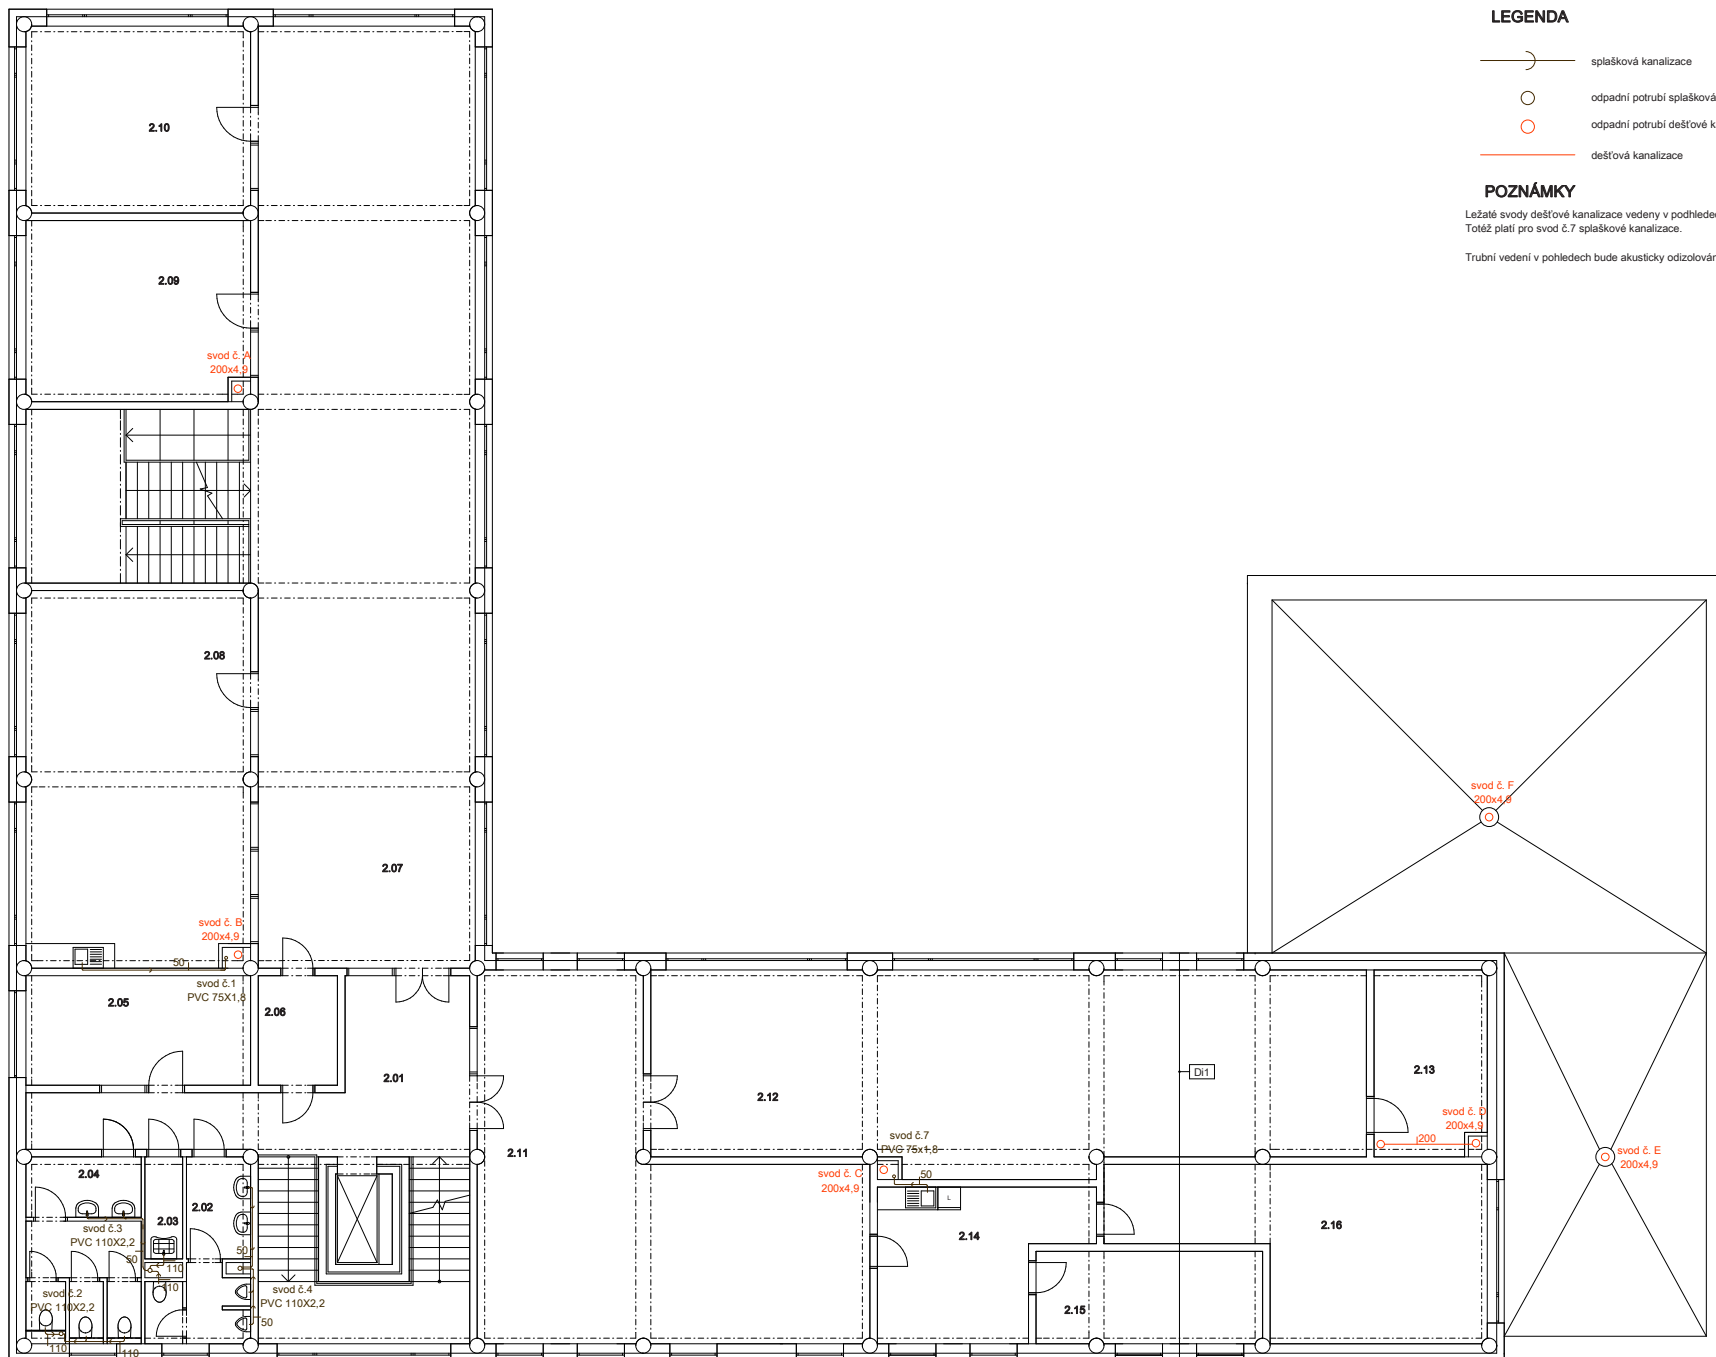 LEGENDA
splašková kanalizace
odpadní potrubí splašková
odpadní potrubí dešťové k
dešťová kanalizace
POZNÁMKY
Ležaté svody dešťové kanalizace vedeny v podhlede
Totéž platí pro svod č.7 splaškové kanalizace.
Trubní vedení v pohledech bude akusticky odizolován
2.10
2.09
svod č. A
200x4,9
2.08
2.07
svod č. F
200x4,9
svod č. B
200x4,9
50
svod č.1
PVC 75X1,8
2.05
2.06
2.01
2.12
Di1
2.13
svod č. D
200x4,9
200
svod č.7
PVC 75x1,8
2.11
svod č. C
200x4,9
50
L
svod č. E
200x4,9
2.04
2.03
2.02
svod č.3
PVC 110X2,2
50
110
110
50
2.14
2.16
svod č.2
PVC 110X2,2
svod č.4
PVC 110X2,2
50
2.15
110
110